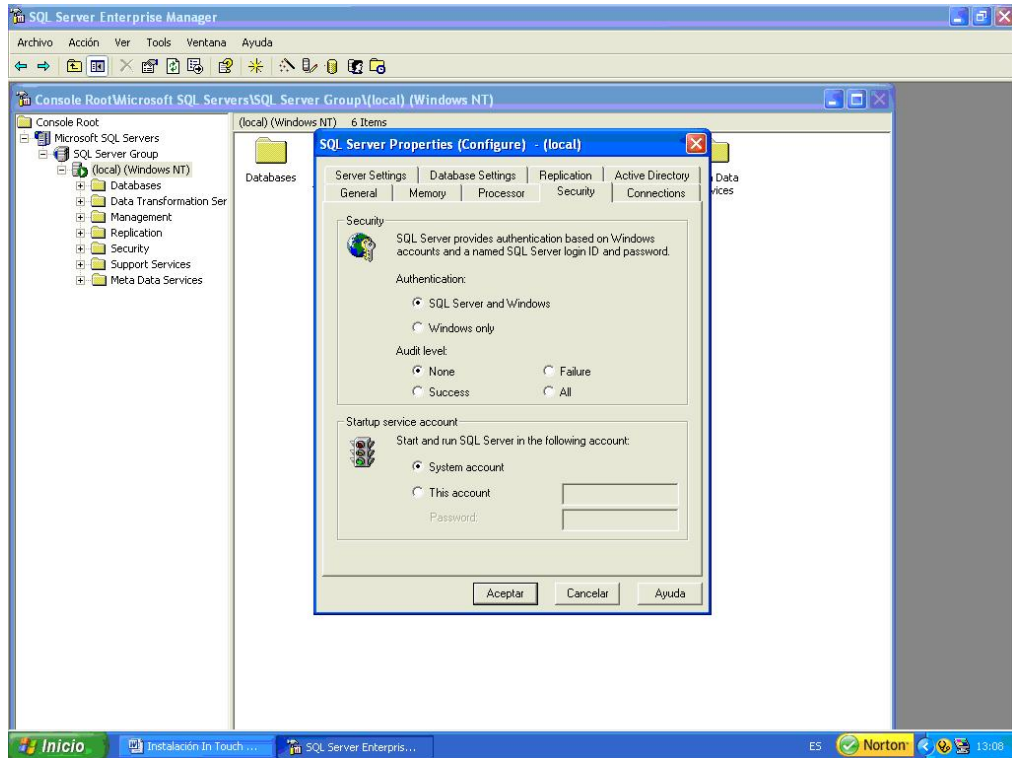 SQL Server Enterprise Manager
Archivo Acción Ver Tools Ventana Ayuda
Console Root\Microsoft SQL Servers\SQL Server Group\(local) (Windows NT)
Console Root
Microsoft SQL Servers
SQL Server Group
(local) (Windows NT)
Databases
Data Transformation Ser
Management
Replication
Security
Support Services
Meta Data Services
(local) (Windows NT) 6 Items
Databases
Data
vices
SQL Server Properties (Configure) - (local)
Server Settings Database Settings Replication Active Directory
General Memory Processor Security Connections
Security
SQL Server provides authentication based on Windows
accounts and a named SQL Server login ID and password.
Authentication:
SQL Server and Windows
Windows only
Audit level:
None Failure
Success All
Startup service account
Start and run SQL Server in the following account:
System account
This account
Password:
Aceptar Cancelar Ayuda
Inicio Instalación In Touch ... SQL Server Enterpris... ES Norton 13:08